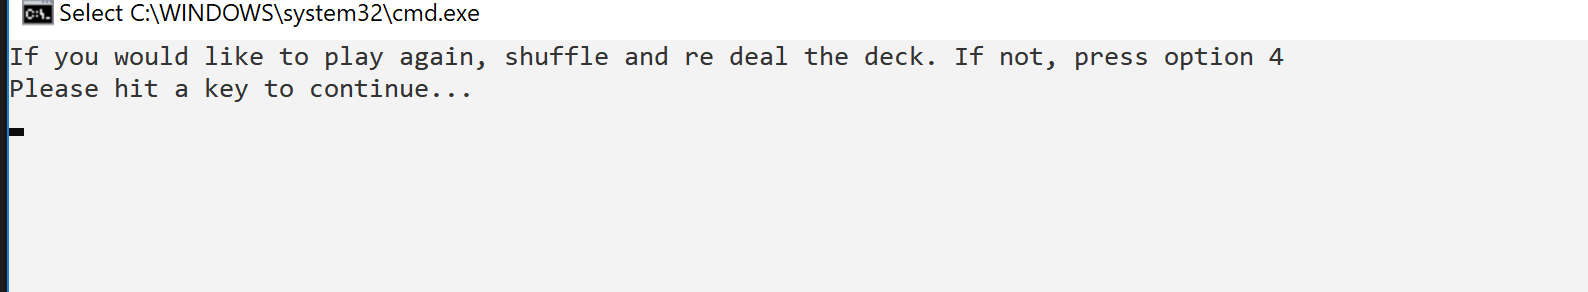 Select C:\WINDOWS\system32\cmd.exe
If you would like to play again, shuffle and re deal the deck. If not, press option 4
Please hit a key to continue...